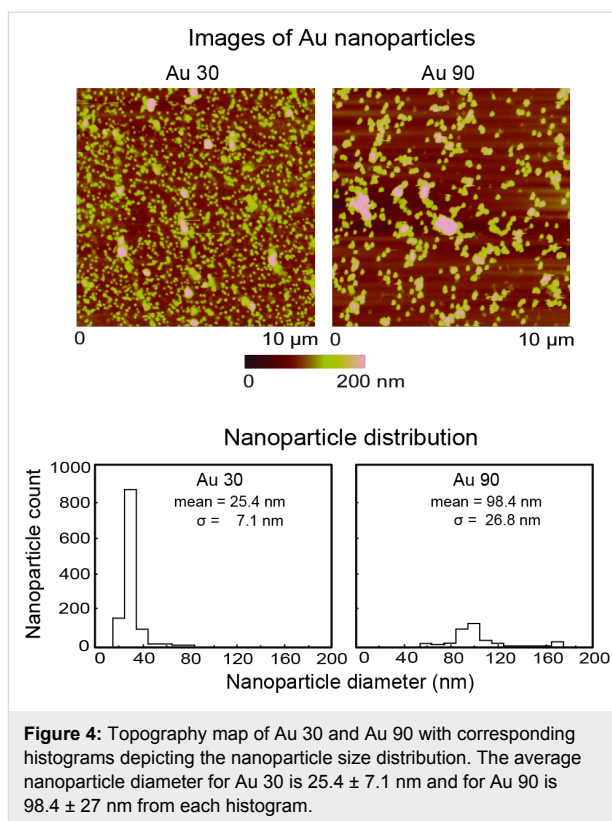 Images of Au nanoparticles
Au 30
Au 90
0
10 µm
0
10 µm
0
200 nm
Nanoparticle distribution
Nanoparticle count
1000
800
600
400
200
0
Au 30
mean = 25.4 nm
σ = 7.1 nm
0 40 80 120 160 200
Au 90
mean = 98.4 nm
σ = 26.8 nm
0 40 80 120 160 200
Nanoparticle diameter (nm)
Figure 4: Topography map of Au 30 and Au 90 with corresponding
histograms depicting the nanoparticle size distribution. The average
nanoparticle diameter for Au 30 is 25.4 ± 7.1 nm and for Au 90 is
98.4 ± 27 nm from each histogram.